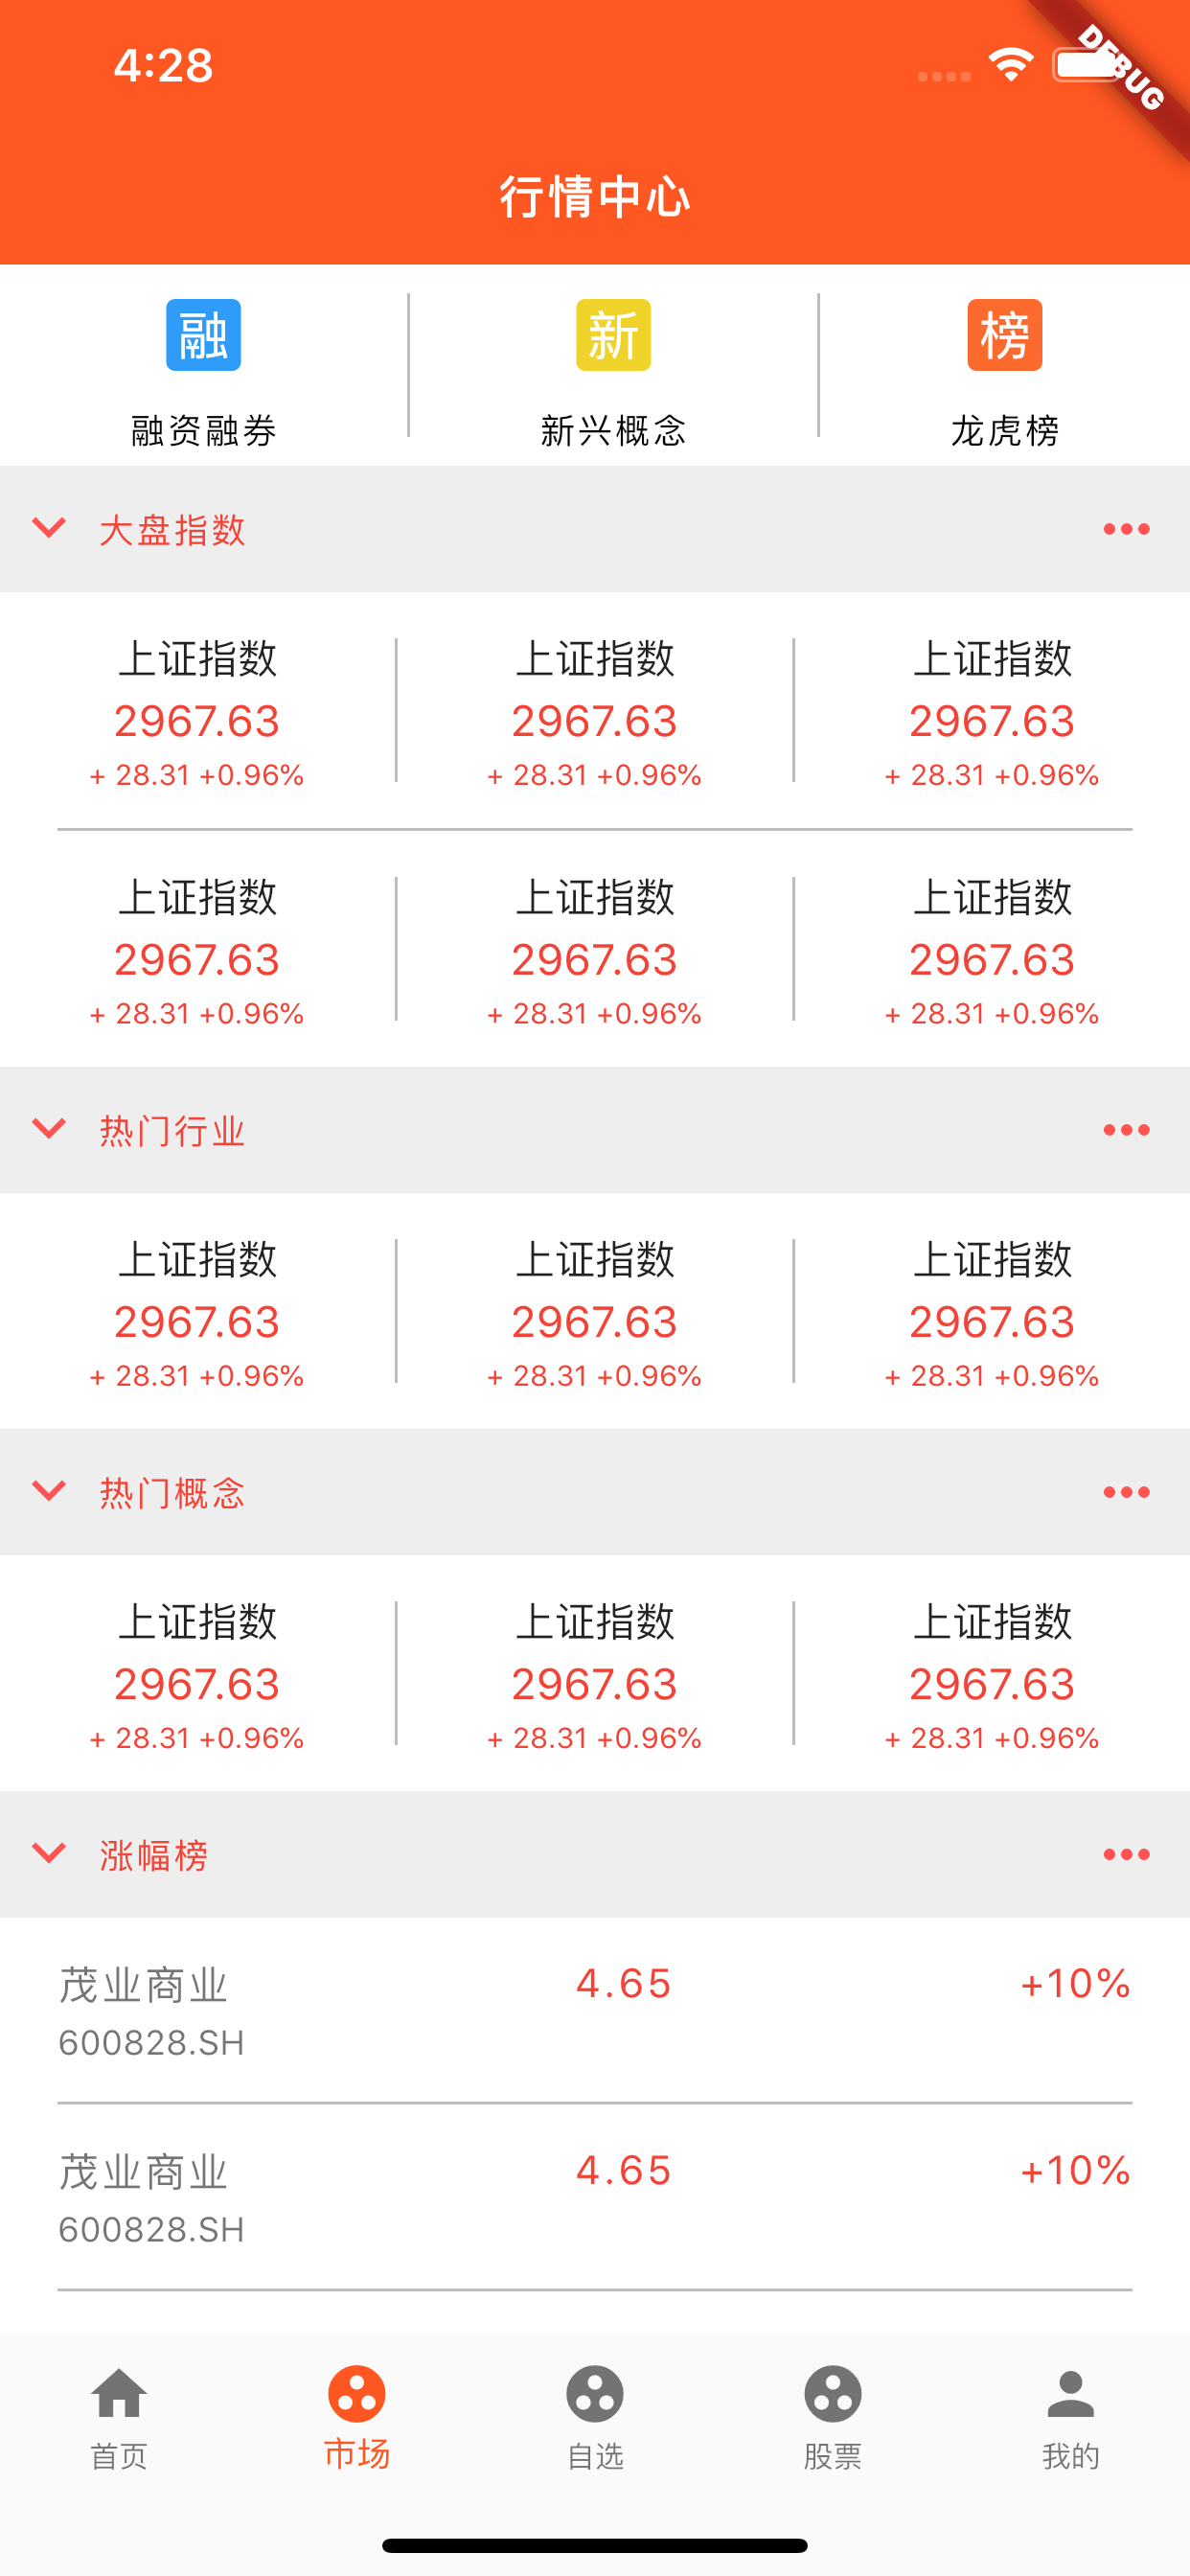 4:28
DEBUG
行情中心
融 新 榜
融资融券 新兴概念 龙虎榜
大盘指数
上证指数 上证指数 上证指数
2967.63 2967.63 2967.63
+ 28.31 +0.96% + 28.31 +0.96% + 28.31 +0.96%
上证指数 上证指数 上证指数
2967.63 2967.63 2967.63
+ 28.31 +0.96% + 28.31 +0.96% + 28.31 +0.96%
热门行业
上证指数 上证指数 上证指数
2967.63 2967.63 2967.63
+ 28.31 +0.96% + 28.31 +0.96% + 28.31 +0.96%
热门概念
上证指数 上证指数 上证指数
2967.63 2967.63 2967.63
+ 28.31 +0.96% + 28.31 +0.96% + 28.31 +0.96%
涨幅榜
茂业商业 4.65 +10%
600828.SH
茂业商业 4.65 +10%
600828.SH
首页 市场 自选 股票 我的